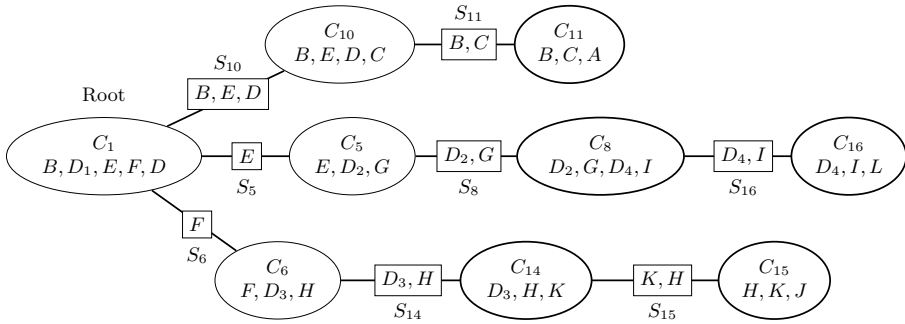 S₁₁
C₁₀
B, E, D, C
B, C
C₁₁
B, C, A
S₁₀
B, E, D
Root
C₁
B, D₁, E, F, D
E
S₅
C₅
E, D₂, G
D₂, G
S₈
C₈
D₂, G, D₄, I
D₄, I
S₁₆
C₁₆
D₄, I, L
F
S₆
C₆
F, D₃, H
D₃, H
S₁₄
C₁₄
D₃, H, K
K, H
S₁₅
C₁₅
H, K, J